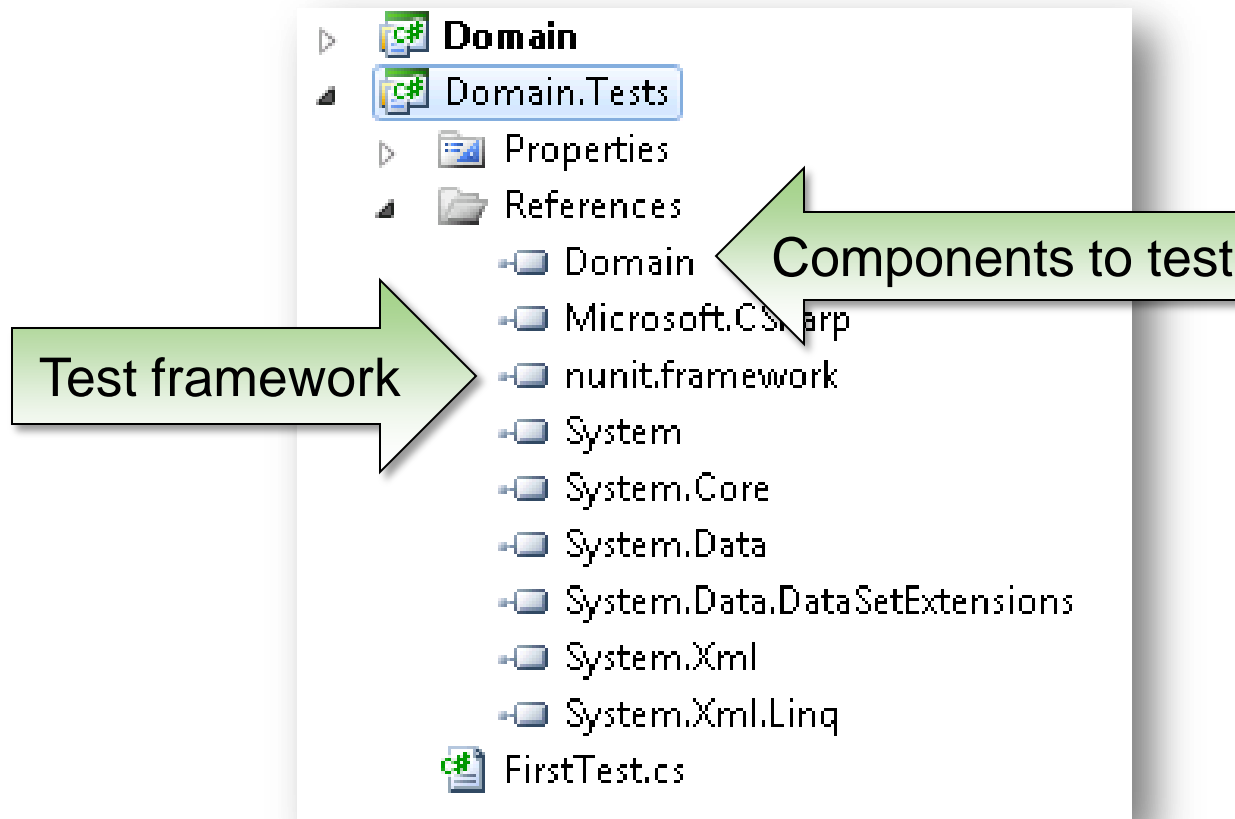 Domain
Domain.Tests
Properties
References
Domain
Components to test
Microsoft.CSharp
Test framework
nunit.framework
System
System.Core
System.Data
System.Data.DataSetExtensions
System.Xml
System.Xml.Linq
FirstTest.cs